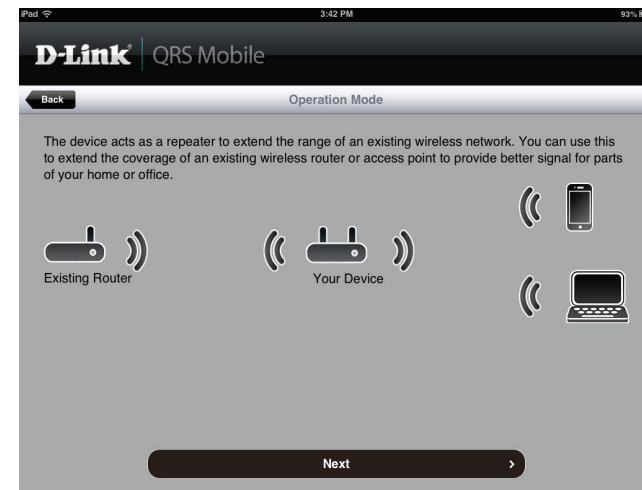 iPad 3:42 PM 93%
D-Link® QRS Mobile
Back Operation Mode
The device acts as a repeater to extend the range of an existing wireless network. You can use this
to extend the coverage of an existing wireless router or access point to provide better signal for parts
of your home or office.
Existing Router Your Device
Next